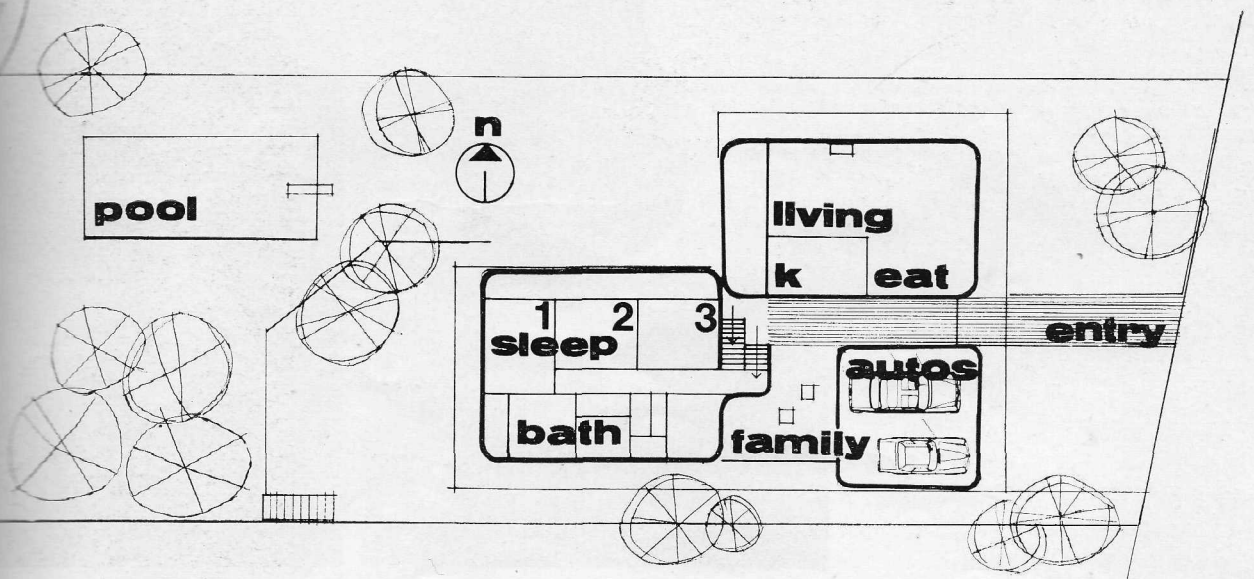 n
pool
living
k eat
1 2 3
sleep
entry
autos
bath
family